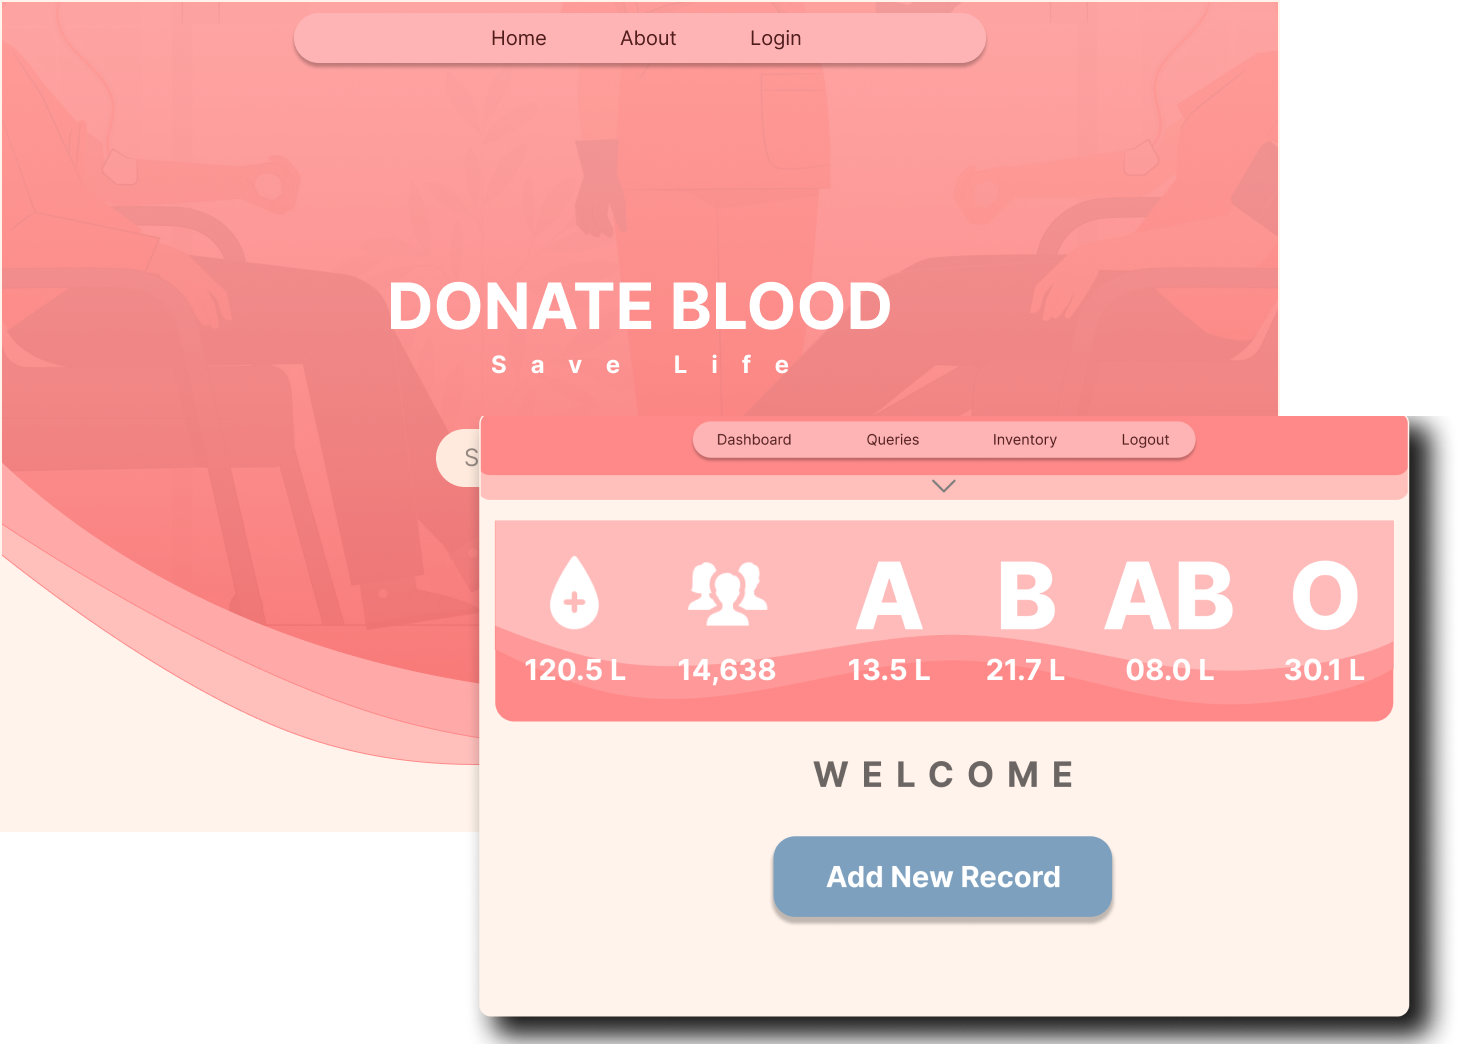 Home About Login
DONATE BLOOD
Save Life
S
Dashboard Queries Inventory Logout
A B AB O
120.5 L 14,638 13.5 L 21.7 L 08.0 L 30.1 L
WELCOME
Add New Record